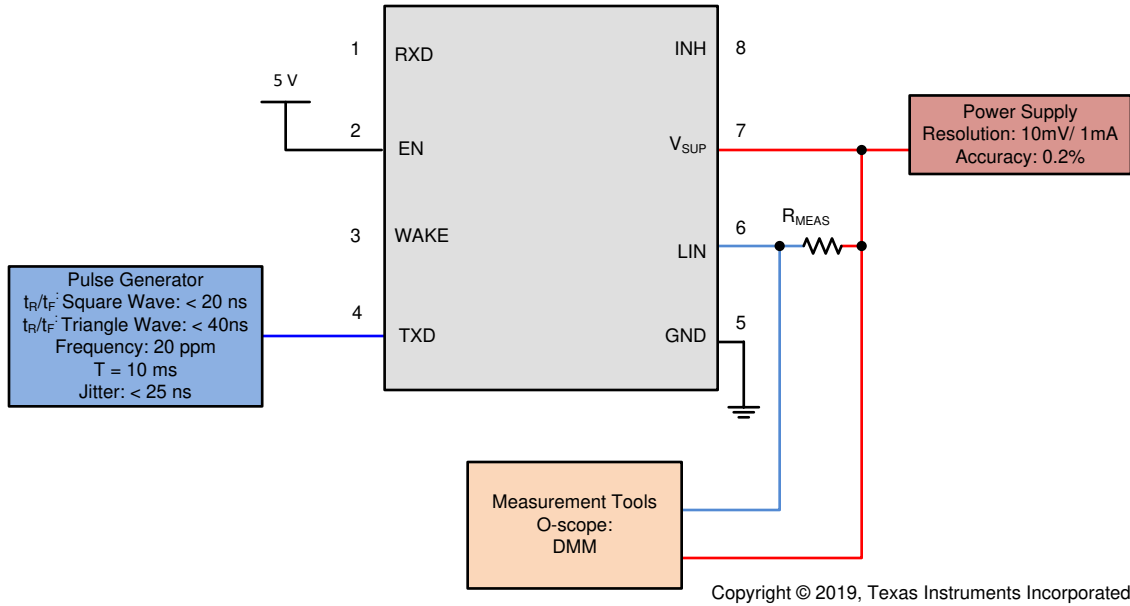 1
RXD
INH
8
5 V
2
EN
7
V_SUP
Power Supply
Resolution: 10mV/ 1mA
Accuracy: 0.2%
3
WAKE
6
LIN
R_MEAS
Pulse Generator
t_R/t_F: Square Wave: < 20 ns
t_R/t_F: Triangle Wave: < 40ns
Frequency: 20 ppm
T = 10 ms
Jitter: < 25 ns
4
TXD
5
GND
Measurement Tools
O-scope:
DMM
Copyright © 2019, Texas Instruments Incorporated